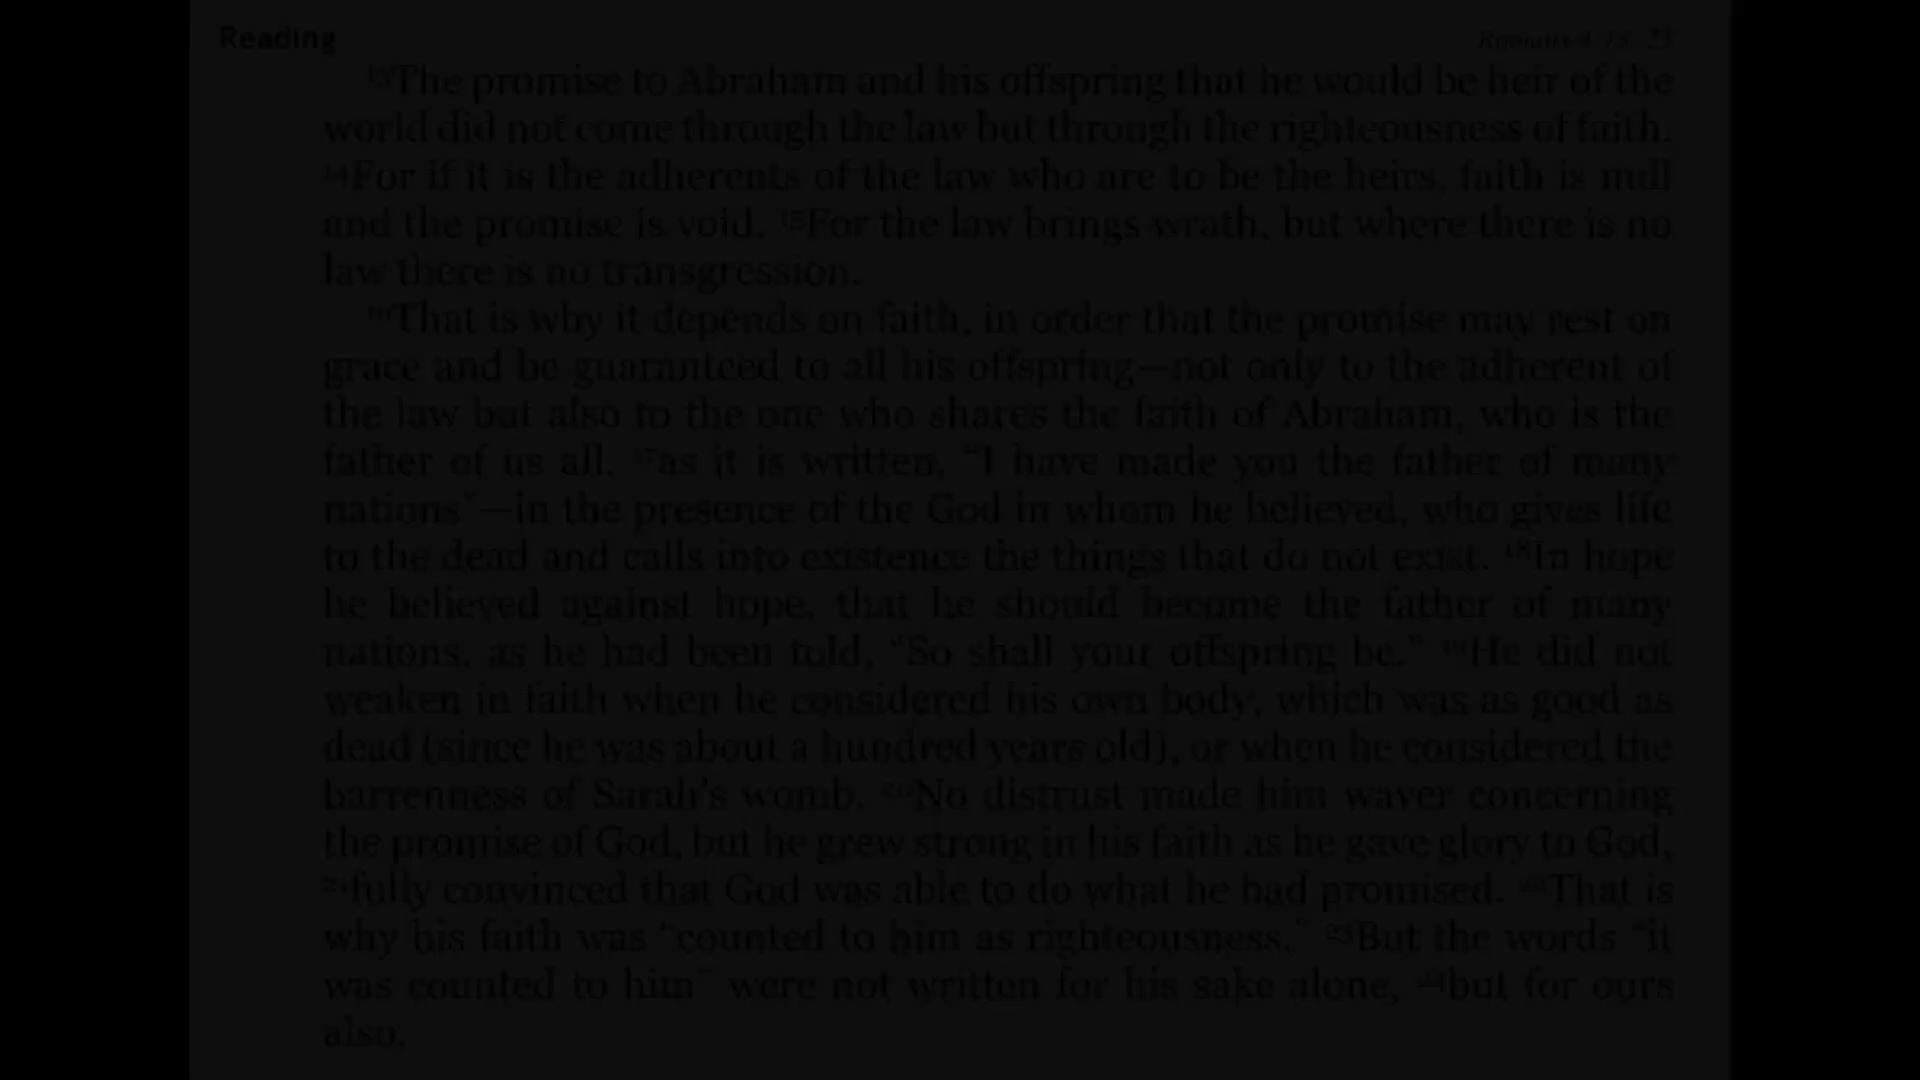 Reading
Romans 4:13–25
¹³The promise to Abraham and his offspring that he would be heir of the
world did not come through the law but through the righteousness of faith.
¹⁴For if it is the adherents of the law who are to be the heirs, faith is null
and the promise is void. ¹⁵For the law brings wrath, but where there is no
law there is no transgression.
¹⁶That is why it depends on faith, in order that the promise may rest on
grace and be guaranteed to all his offspring—not only to the adherent of
the law but also to the one who shares the faith of Abraham, who is the
father of us all, ¹⁷as it is written, “I have made you the father of many
nations”—in the presence of the God in whom he believed, who gives life
to the dead and calls into existence the things that do not exist. ¹⁸In hope
he believed against hope, that he should become the father of many
nations, as he had been told, “So shall your offspring be.” ¹⁹He did not
weaken in faith when he considered his own body, which was as good as
dead (since he was about a hundred years old), or when he considered the
barrenness of Sarah’s womb. ²⁰No distrust made him waver concerning
the promise of God, but he grew strong in his faith as he gave glory to God,
²¹fully convinced that God was able to do what he had promised. ²²That is
why his faith was “counted to him as righteousness.” ²³But the words “it
was counted to him” were not written for his sake alone, ²⁴but for ours
also.